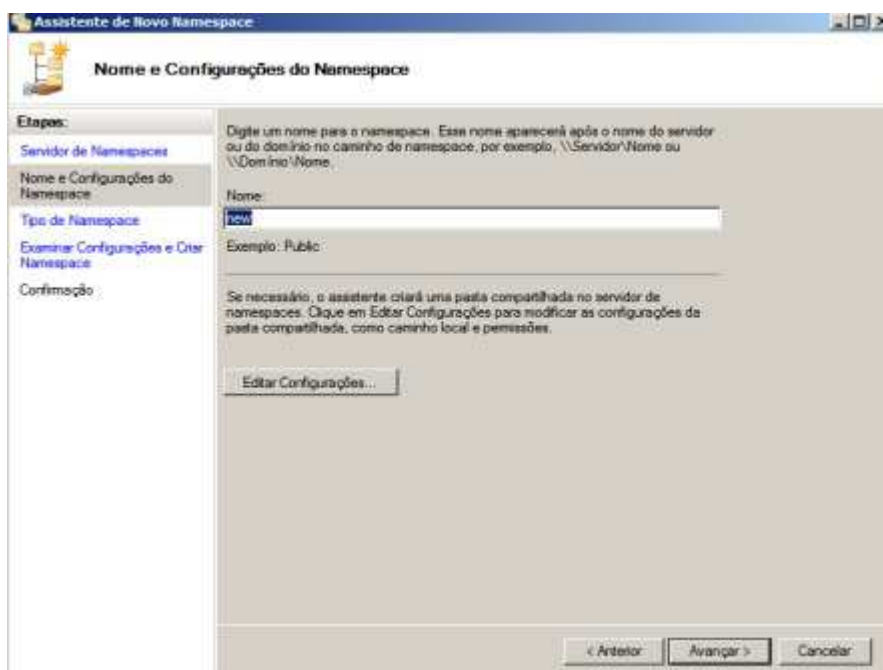 Assistente de Novo Namespace
Nome e Configurações do Namespace
Etapas:
Servidor de Namespaces
Nome e Configurações do
Namespace
Tipo de Namespace
Examinar Configurações e Criar
Namespace
Confirmação
Digite um nome para o namespace. Esse nome aparecerá após o nome do servidor
ou do domínio no caminho de namespace, por exemplo, \\Servidor\Nome ou
\\Domínio\Nome.
Nome:
new
Exemplo: Public
Se necessário, o assistente criará uma pasta compartilhada no servidor de
namespaces. Clique em Editar Configurações para modificar as configurações da
pasta compartilhada, como caminho local e permissões.
Editar Configurações...
< Anterior
Avançar >
Cancelar